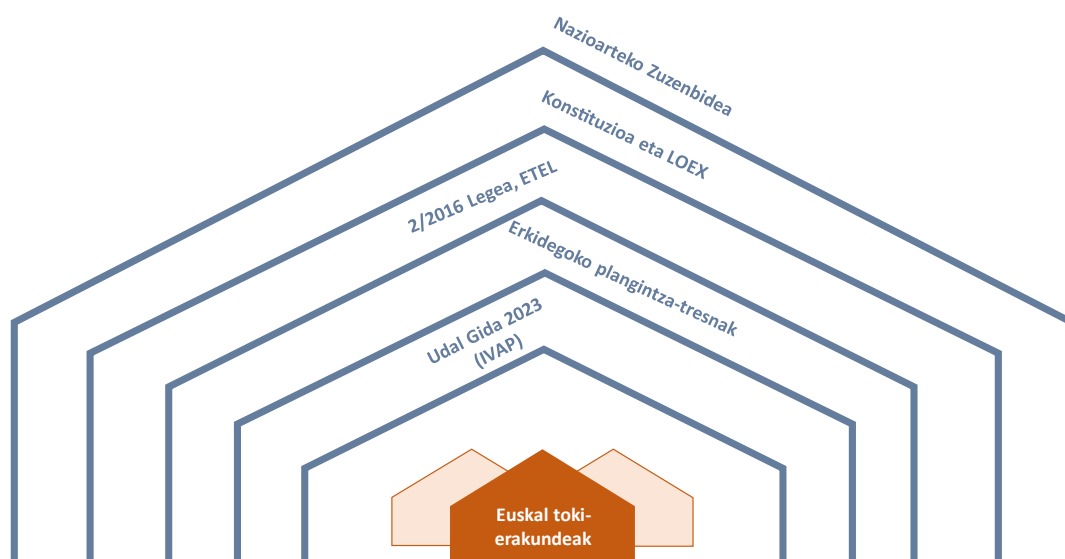 Nazioarteko Zuzenbidea
Konstituzioa eta LOEX
2/2016 Legea, ETEL
Erkidegoko plangintza-tresnak
Udal Gida 2023
(IVAP)
Euskal toki-
erakundeak